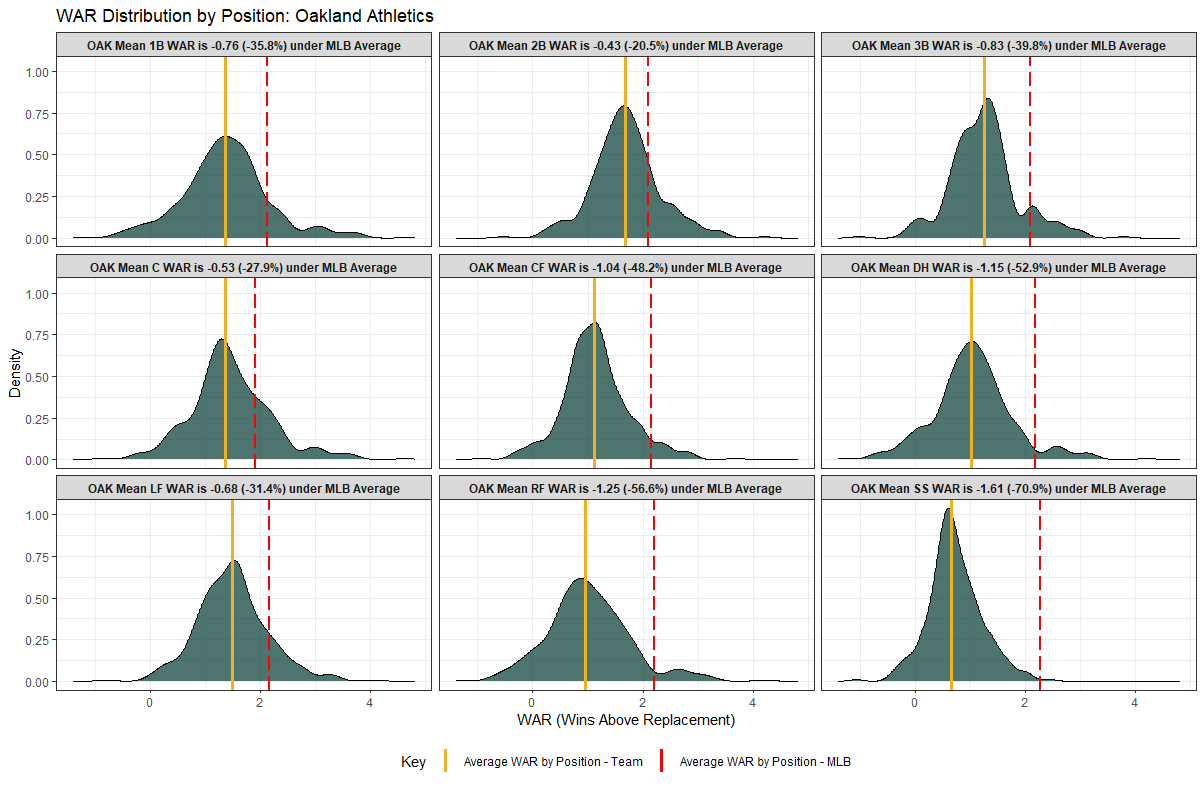 WAR Distribution by Position: Oakland Athletics
OAK Mean 1B WAR is -0.76 (-35.8%) under MLB Average
OAK Mean 2B WAR is -0.43 (-20.5%) under MLB Average
OAK Mean 3B WAR is -0.83 (-39.8%) under MLB Average
1.00
0.75
0.50
0.25
0.00
OAK Mean C WAR is -0.53 (-27.9%) under MLB Average
OAK Mean CF WAR is -1.04 (-48.2%) under MLB Average
OAK Mean DH WAR is -1.15 (-52.9%) under MLB Average
1.00
0.75
0.50
0.25
0.00
Density
OAK Mean LF WAR is -0.68 (-31.4%) under MLB Average
OAK Mean RF WAR is -1.25 (-56.6%) under MLB Average
OAK Mean SS WAR is -1.61 (-70.9%) under MLB Average
1.00
0.75
0.50
0.25
0.00
0 2 4 0 2 4 0 2 4
WAR (Wins Above Replacement)
Key Average WAR by Position - Team Average WAR by Position - MLB